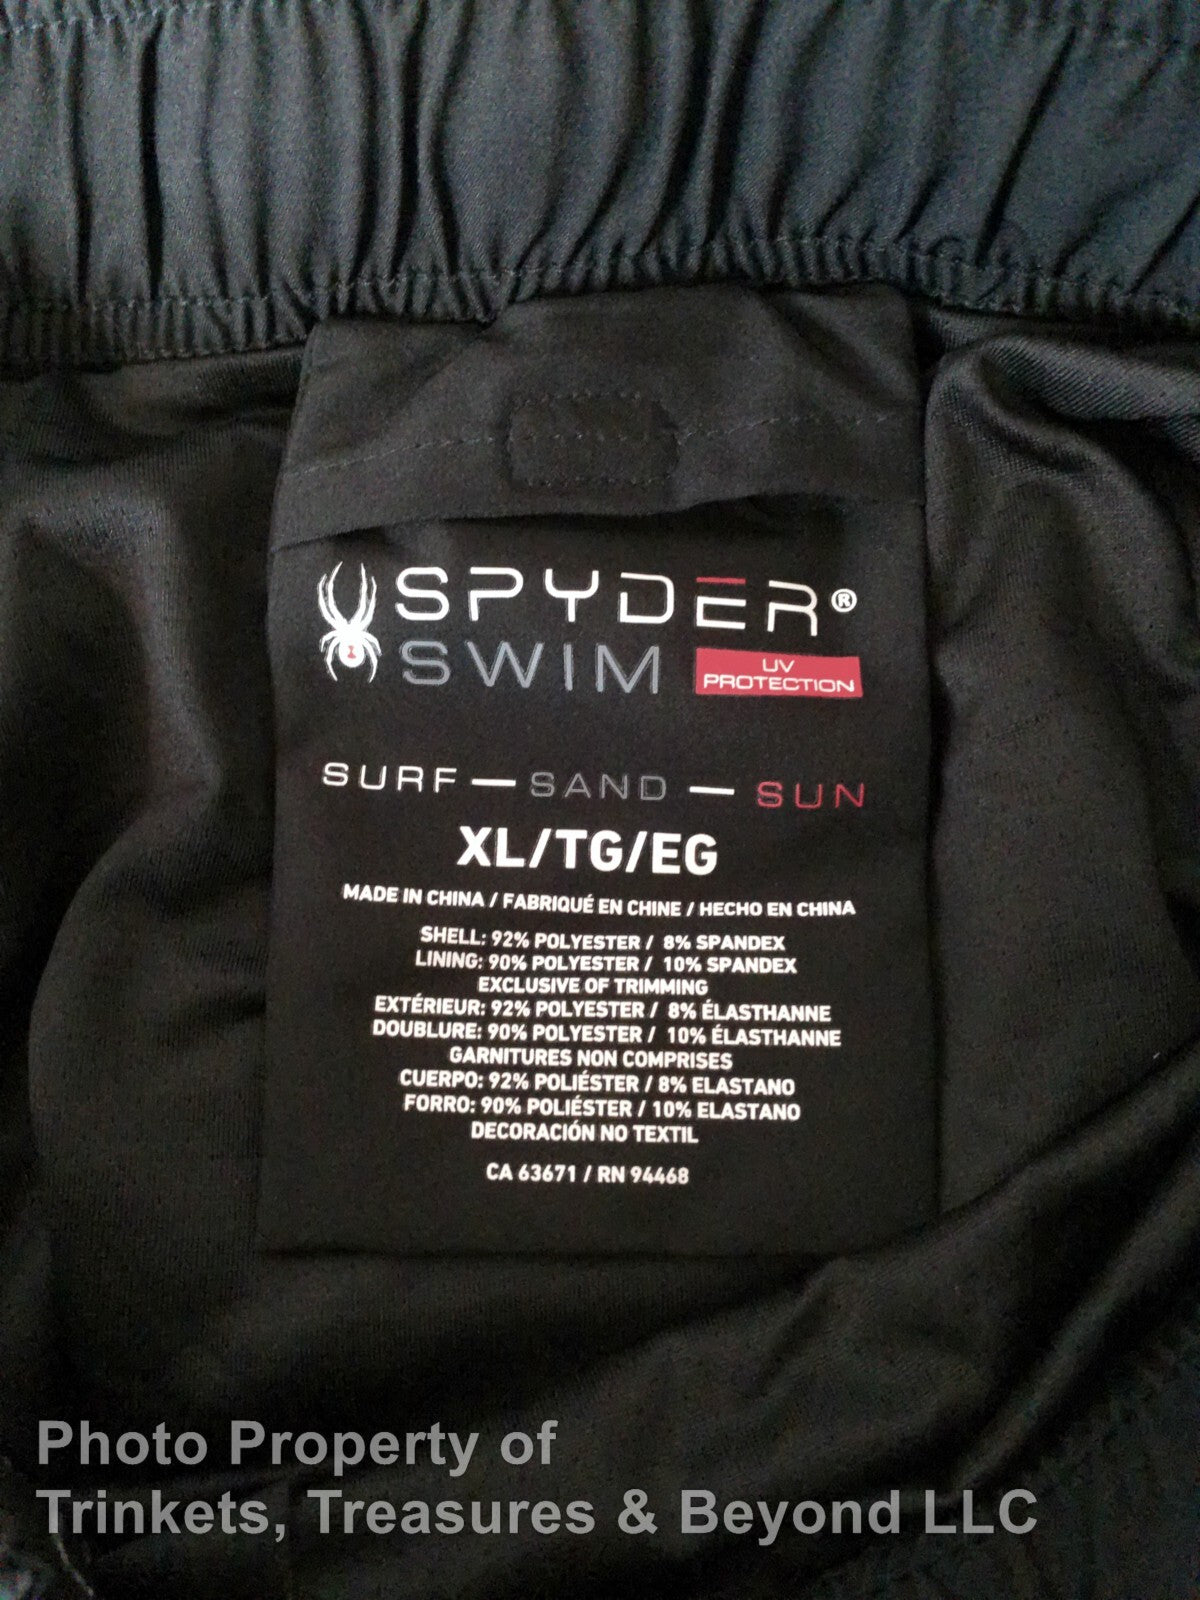 SPYDER®
SWIM UV PROTECTION
SURF — SAND — SUN
XL/TG/EG
MADE IN CHINA / FABRIQUÉ EN CHINE / HECHO EN CHINA
SHELL: 92% POLYESTER / 8% SPANDEX
LINING: 90% POLYESTER / 10% SPANDEX
EXCLUSIVE OF TRIMMING
EXTÉRIEUR: 92% POLYESTER / 8% ÉLASTHANNE
DOUBLURE: 90% POLYESTER / 10% ÉLASTHANNE
GARNITURES NON COMPRISES
CUERPO: 92% POLIÉSTER / 8% ELASTANO
FORRO: 90% POLIÉSTER / 10% ELASTANO
DECORACIÓN NO TEXTIL
CA 63671 / RN 94468
Photo Property of
Trinkets, Treasures & Beyond LLC